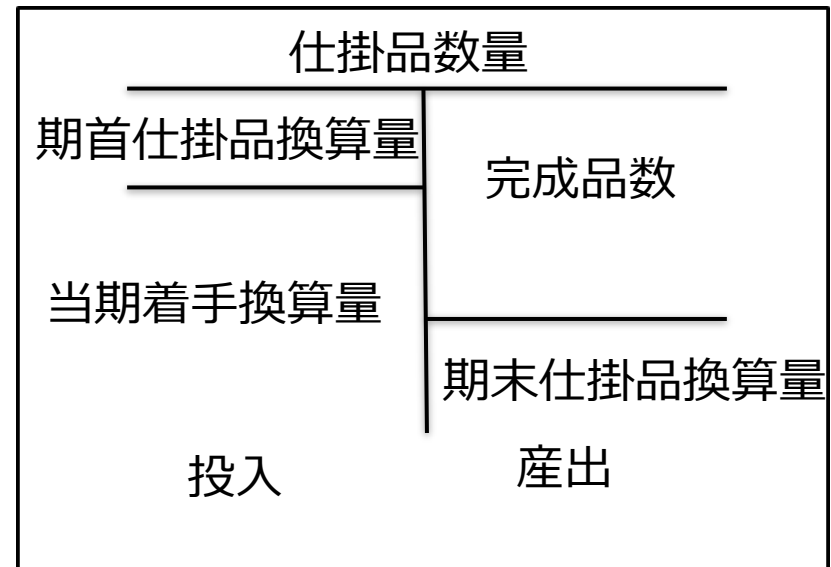 仕掛品数量
期首仕掛品換算量
完成品数
当期着手換算量
期末仕掛品換算量
投入
産出